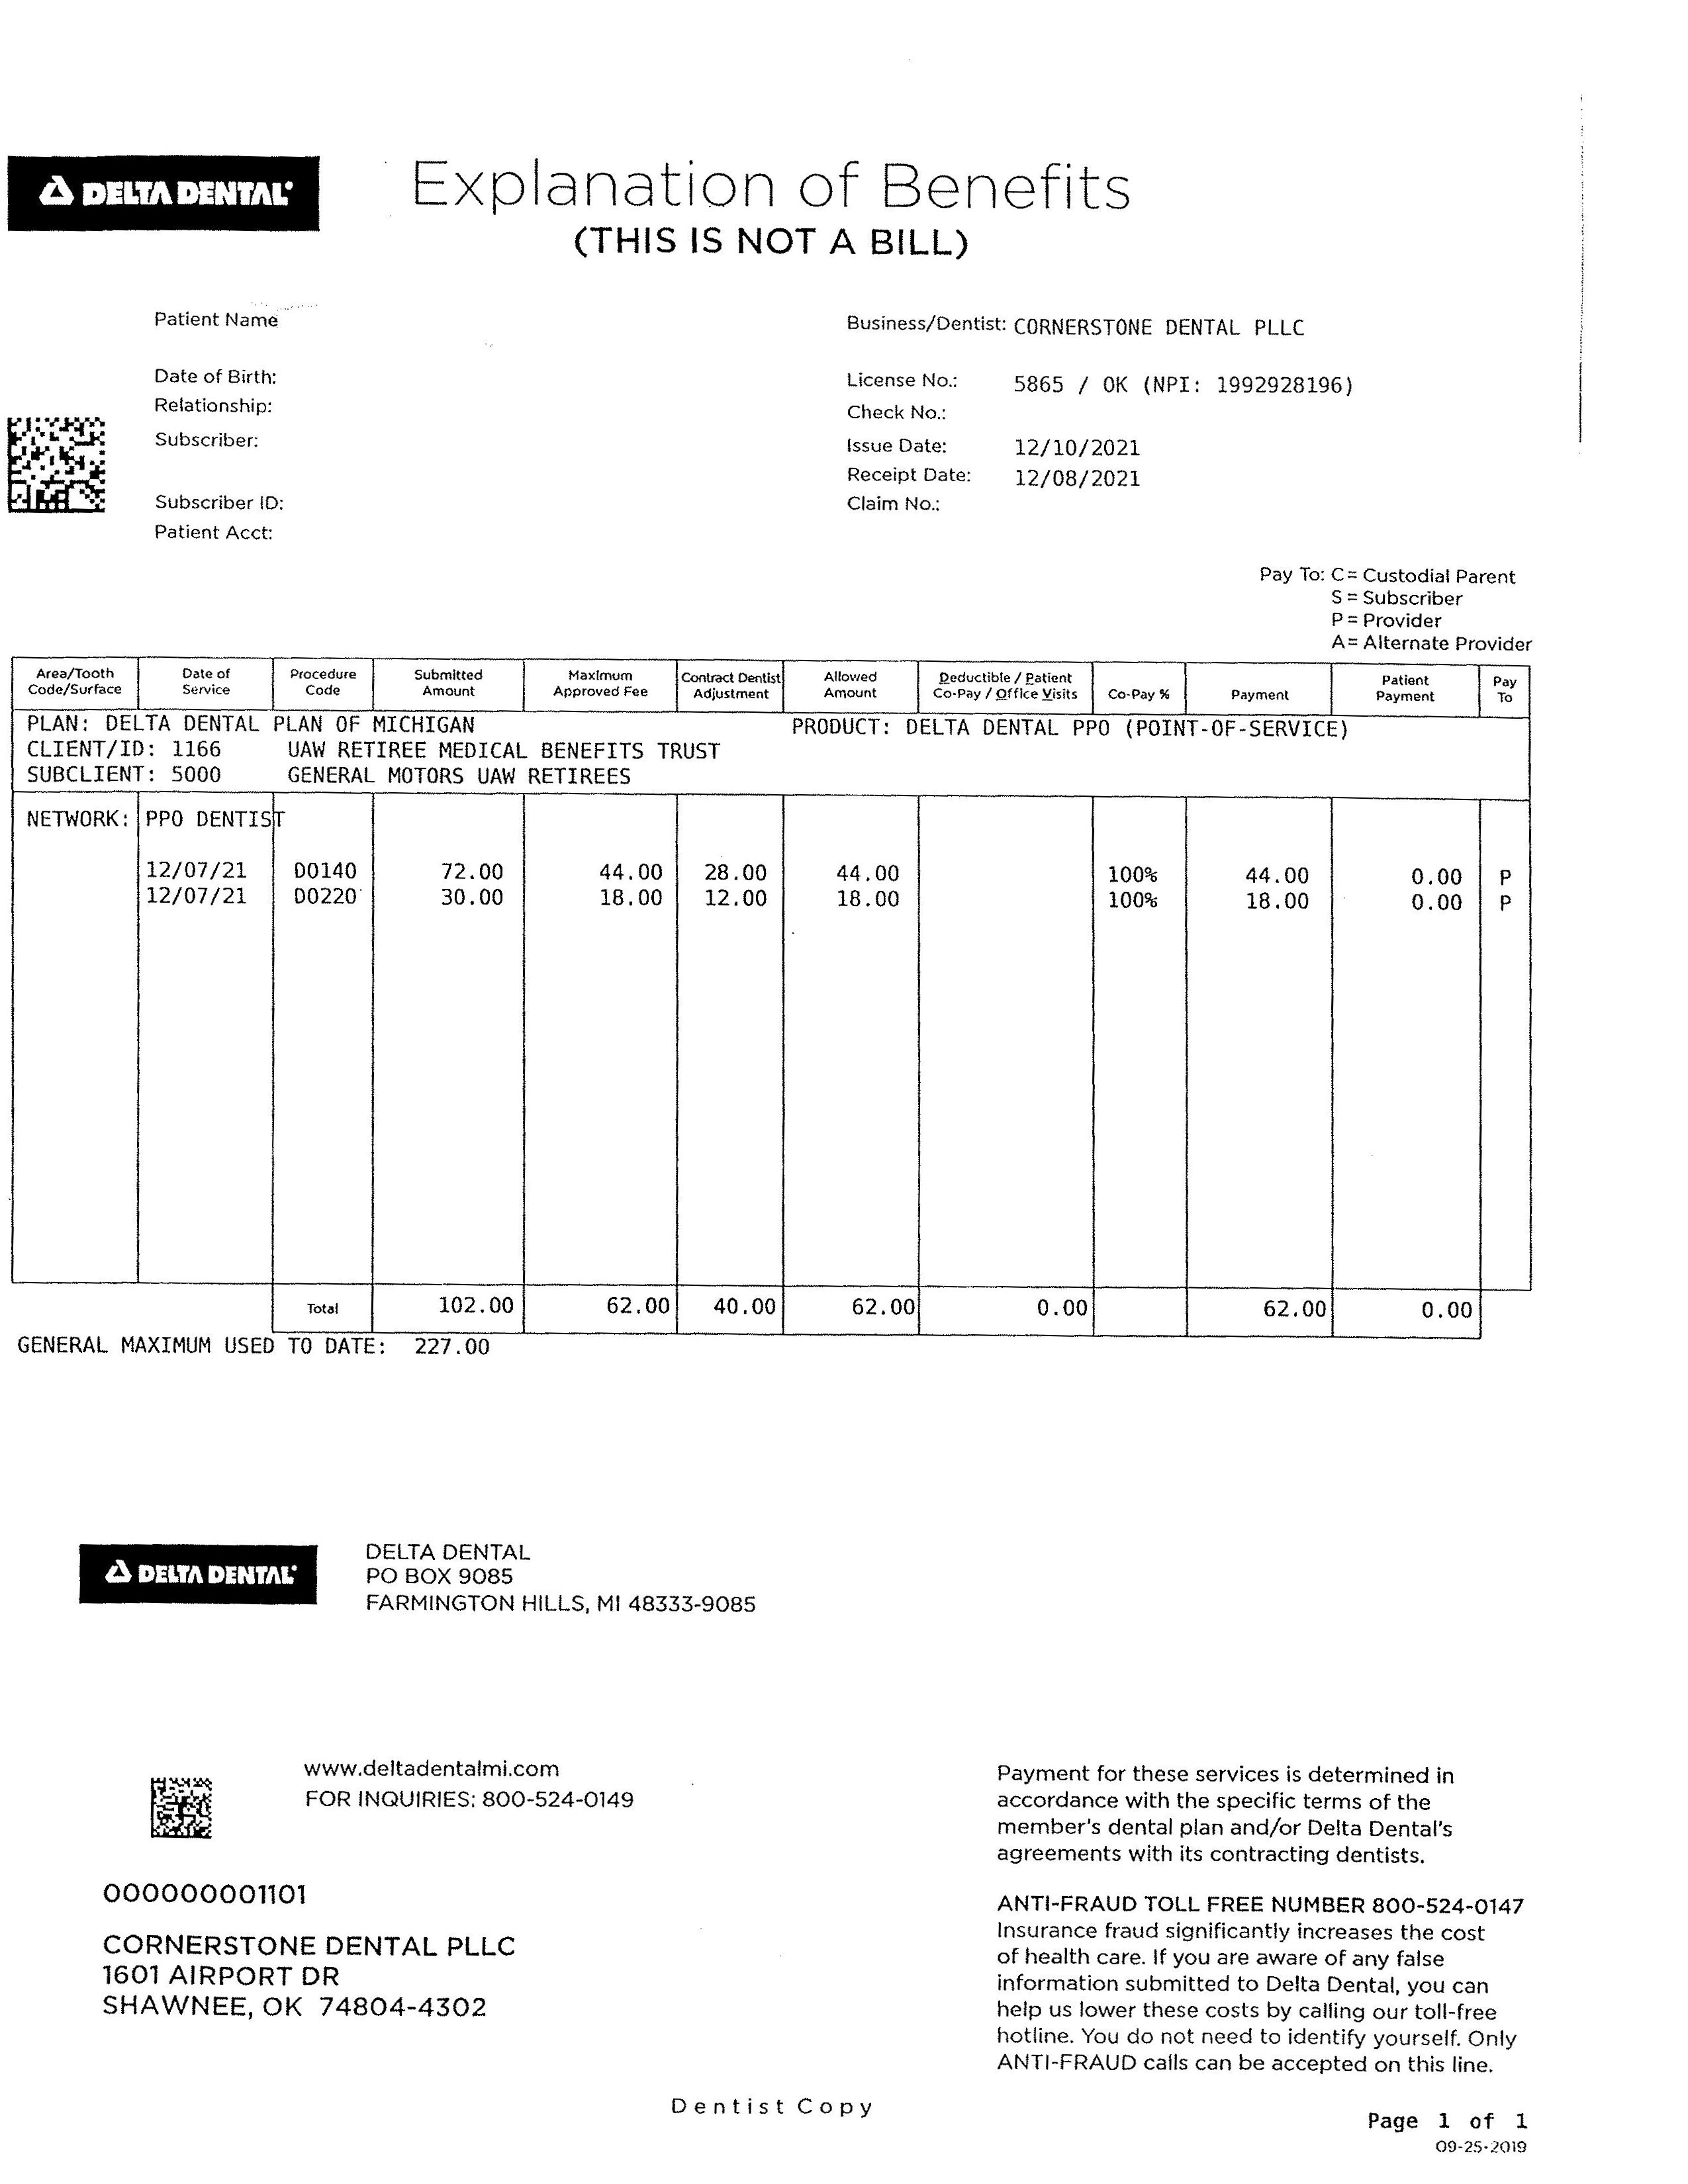 DELTA DENTAL
Explanation of Benefits
(THIS IS NOT A BILL)
Patient Name
Business/Dentist: CORNERSTONE DENTAL PLLC
Date of Birth:
License No.: 5865 / OK (NPI: 1992928196)
Relationship:
Check No.:
Subscriber:
Issue Date: 12/10/2021
Receipt Date: 12/08/2021
Subscriber ID:
Claim No.:
Patient Acct:
Pay To: C = Custodial Parent
S = Subscriber
P = Provider
A = Alternate Provider
Area/Tooth Code/Surface Date of Service Procedure Code Submitted Amount Maximum Approved Fee Contract Dentist Adjustment Allowed Amount Deductible / Patient Co-Pay / Office Visits Co-Pay % Payment Patient Payment Pay To
PLAN: DELTA DENTAL PLAN OF MICHIGAN PRODUCT: DELTA DENTAL PPO (POINT-OF-SERVICE)
CLIENT/ID: 1166 UAW RETIREE MEDICAL BENEFITS TRUST
SUBCLIENT: 5000 GENERAL MOTORS UAW RETIREES
NETWORK: PPO DENTIST
12/07/21 D0140 72.00 44.00 28.00 44.00 100% 44.00 0.00 P
12/07/21 D0220 30.00 18.00 12.00 18.00 100% 18.00 0.00 P
Total 102.00 62.00 40.00 62.00 0.00 62.00 0.00
GENERAL MAXIMUM USED TO DATE: 227.00
DELTA DENTAL
DELTA DENTAL
PO BOX 9085
FARMINGTON HILLS, MI 48333-9085
www.deltadentalmi.com
FOR INQUIRIES: 800-524-0149
000000001101
CORNERSTONE DENTAL PLLC
1601 AIRPORT DR
SHAWNEE, OK 74804-4302
Payment for these services is determined in
accordance with the specific terms of the
member's dental plan and/or Delta Dental's
agreements with its contracting dentists.
ANTI-FRAUD TOLL FREE NUMBER 800-524-0147
Insurance fraud significantly increases the cost
of health care. If you are aware of any false
information submitted to Delta Dental, you can
help us lower these costs by calling our toll-free
hotline. You do not need to identify yourself. Only
ANTI-FRAUD calls can be accepted on this line.
Dentist Copy
Page 1 of 1
09-25-2019